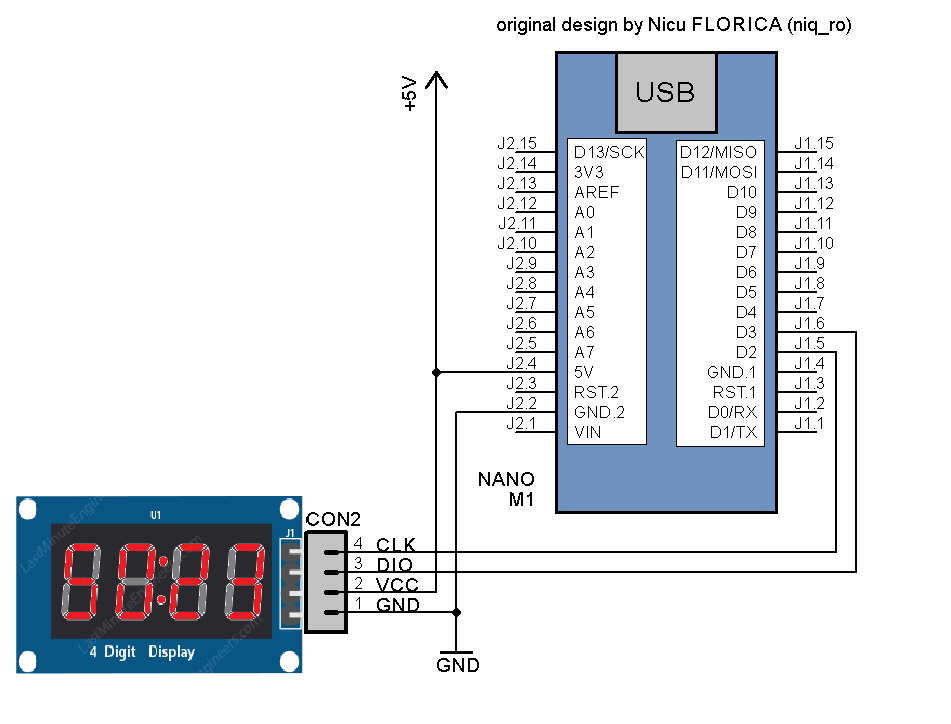 original design by Nicu FLORICA (niq_ro)
USB
+5V
J2.15 D13/SCK D12/MISO J1.15
J2.14 3V3 D11/MOSI J1.14
J2.13 AREF D10 J1.13
J2.12 A0 D9 J1.12
J2.11 A1 D8 J1.11
J2.10 A2 D7 J1.10
J2.9 A3 D6 J1.9
J2.8 A4 D5 J1.8
J2.7 A5 D4 J1.7
J2.6 A6 D3 J1.6
J2.5 A7 D2 J1.5
J2.4 5V GND.1 J1.4
J2.3 RST.2 RST.1 J1.3
J2.2 GND.2 D0/RX J1.2
J2.1 VIN D1/TX J1.1
NANO
M1
U1
J1
CON2
4 CLK
3 DIO
2 VCC
1 GND
4 Digit Display
GND